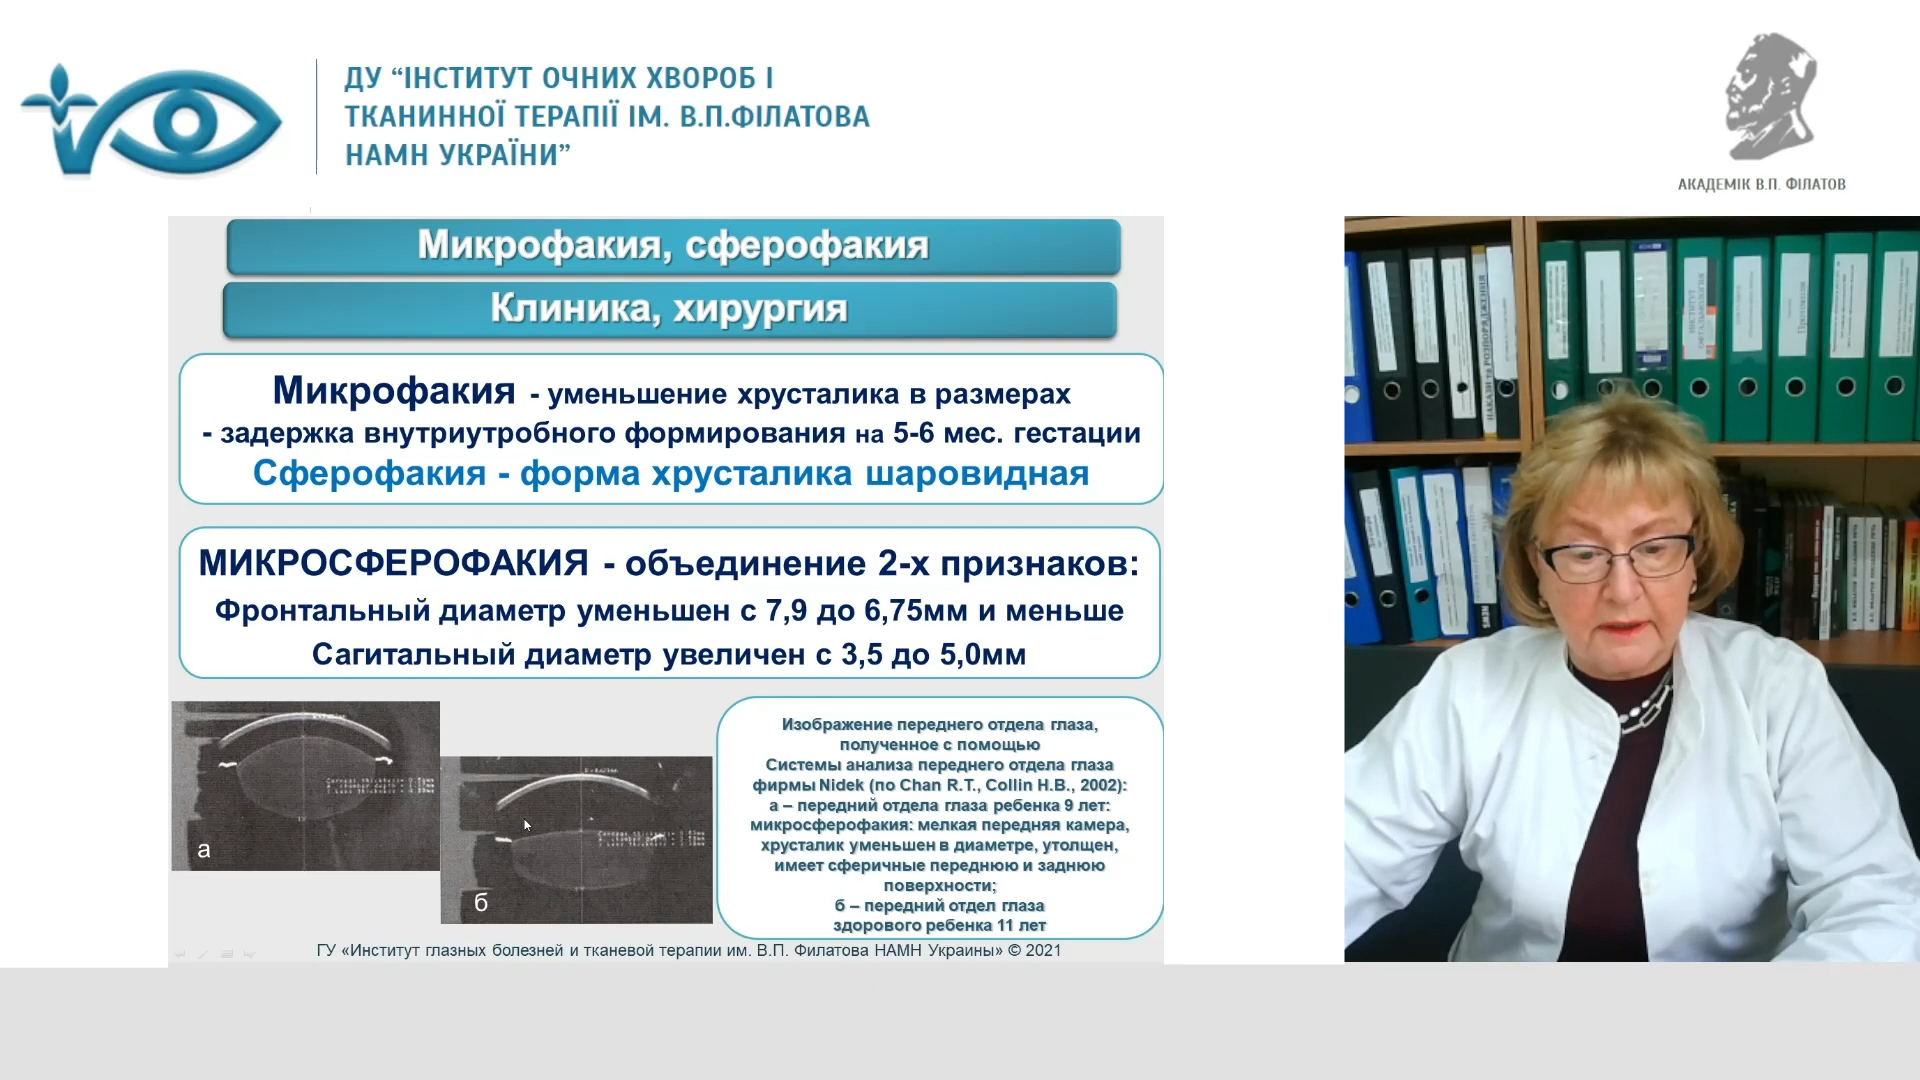 ДУ “ІНСТИТУТ ОЧНИХ ХВОРОБ І
ТКАНИННОЇ ТЕРАПІЇ ІМ. В.П.ФІЛАТОВА
НАМН УКРАЇНИ”
АКАДЕМІК В.П. ФІЛАТОВ
Микрофакия, сферофакия
Клиника, хирургия
Микрофакия - уменьшение хрусталика в размерах
- задержка внутриутробного формирования на 5-6 мес. гестации
Сферофакия - форма хрусталика шаровидная
МИКРОСФЕРОФАКИЯ - объединение 2-х признаков:
Фронтальный диаметр уменьшен с 7,9 до 6,75мм и меньше
Сагитальный диаметр увеличен с 3,5 до 5,0мм
а
б
Изображение переднего отдела глаза,
полученное с помощью
Системы анализа переднего отдела глаза
фирмы Nidek (по Chan R.T., Collin H.B., 2002):
а – передний отдела глаза ребенка 9 лет:
микросферофакия: мелкая передняя камера,
хрусталик уменьшен в диаметре, утолщен,
имеет сферичные переднюю и заднюю
поверхности;
б – передний отдел глаза
здорового ребенка 11 лет
ГУ «Институт глазных болезней и тканевой терапии им. В.П. Филатова НАМН Украины» © 2021
НАКАЗИ та РОЗПОРЯДЖЕННЯ